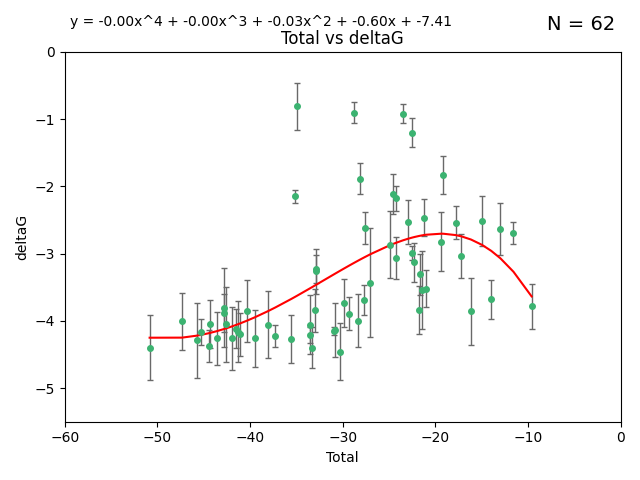 y = -0.00x^4 + -0.00x^3 + -0.03x^2 + -0.60x + -7.41
N = 62
Total vs deltaG
0
−1
−2
−3
−4
−5
deltaG
−60
−50
−40
−30
−20
−10
0
Total